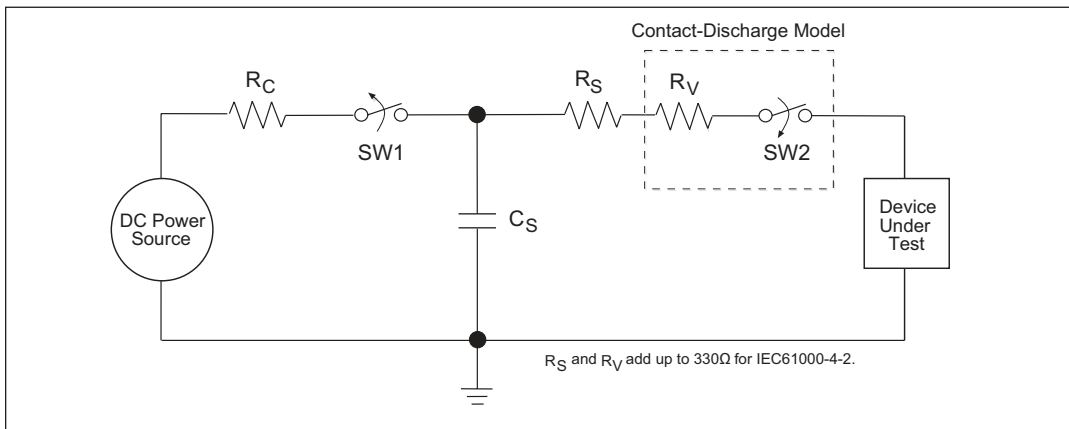 Contact-Discharge Model
RC
RS
RV
SW1
SW2
DC Power
Source
CS
Device
Under
Test
RS and RV add up to 330Ω for IEC61000-4-2.